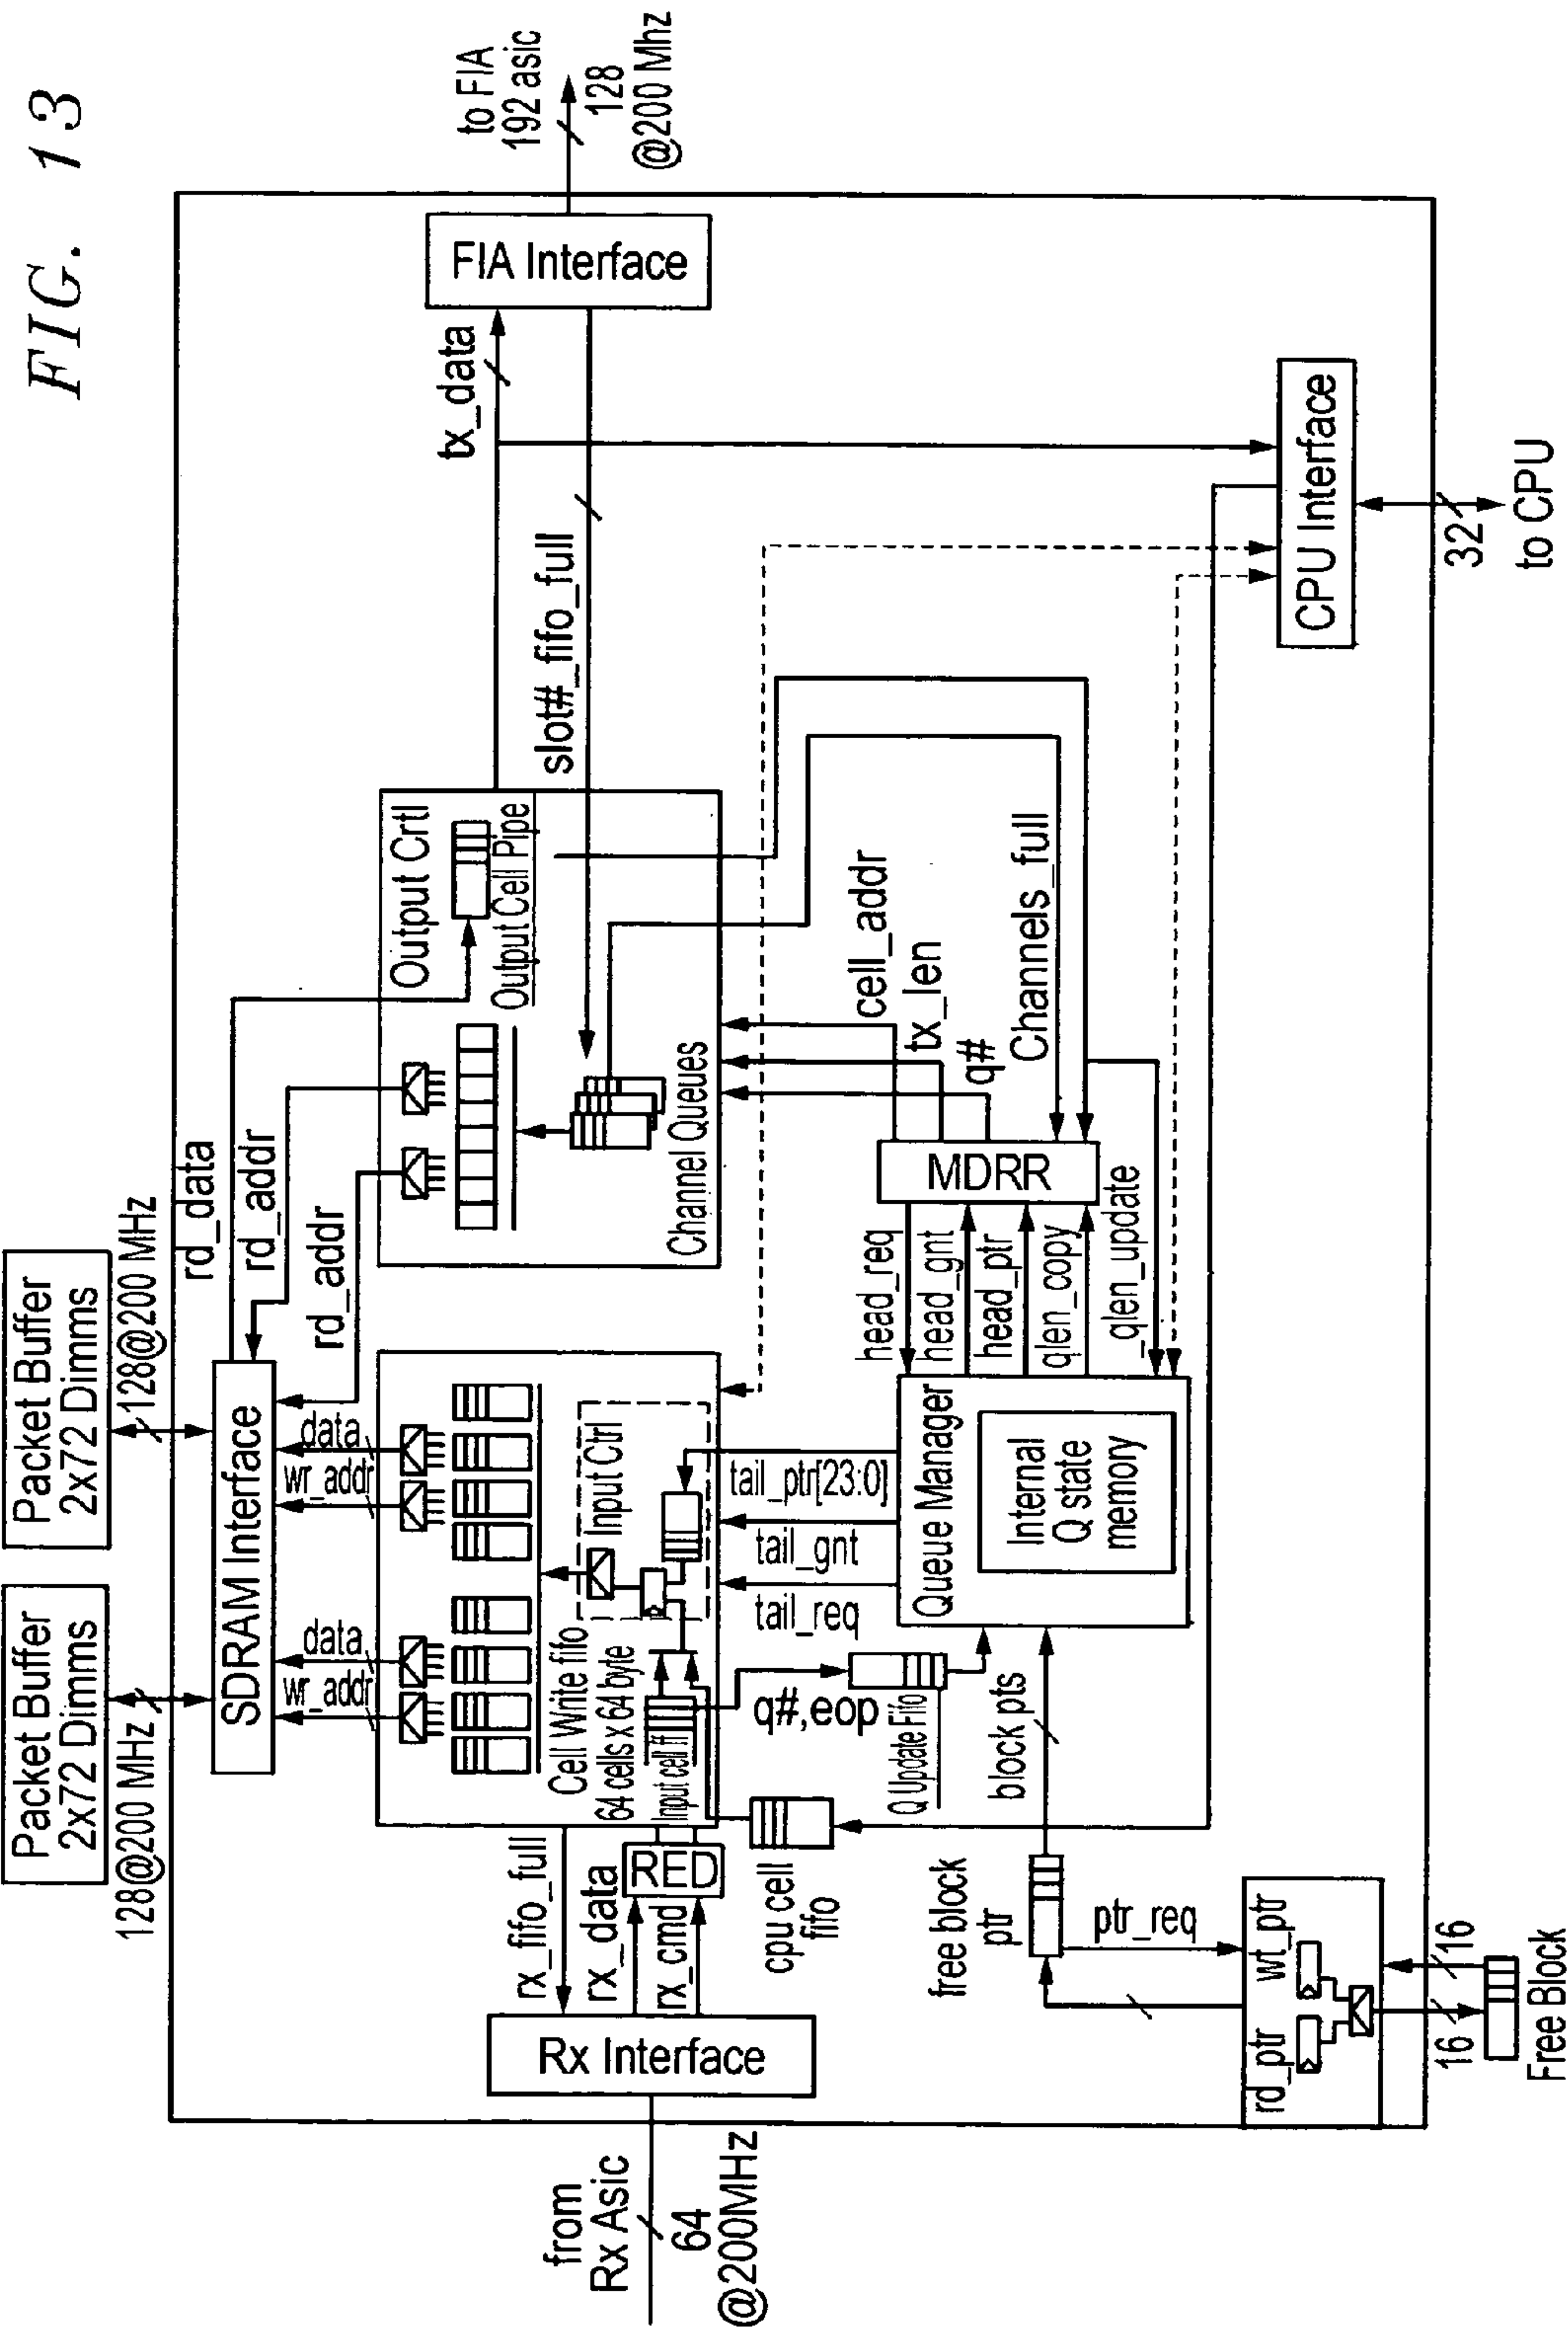 FIG. 13
Packet Buffer
2x72 Dimms
Packet Buffer
2x72 Dimms
128@200 MHz
128@200 MHz
SDRAM Interface
rd_data
rd_addr
rd_addr
wr_addr
data
wr_addr
data
Output Crtl
Output Cell Pipe
Channel Queues
tx_data
slot#_fifo_full
FIA Interface
to FIA
192 asic
128
@200 Mhz
Cell Write fifo
64 cells x 64 byte
Input cell ff
Input Ctrl
from
Rx Asic
64
@200MHz
Rx Interface
rx_fifo_full
rx_data
rx_cmd
RED
cpu cell
fifo
q#,eop
Q Update Fifo
tail_req
tail_gnt
tail_ptr[23:0]
Queue Manager
Internal
Q state
memory
head_req
head_gnt
head_ptr
qlen_copy
_qlen_update
MDRR
cell_addr
tx_len
q#
Channels_full
block pts
free block
ptr
ptr_req
rd_ptr
wt_ptr
16
16
Free Block
CPU Interface
32
to CPU